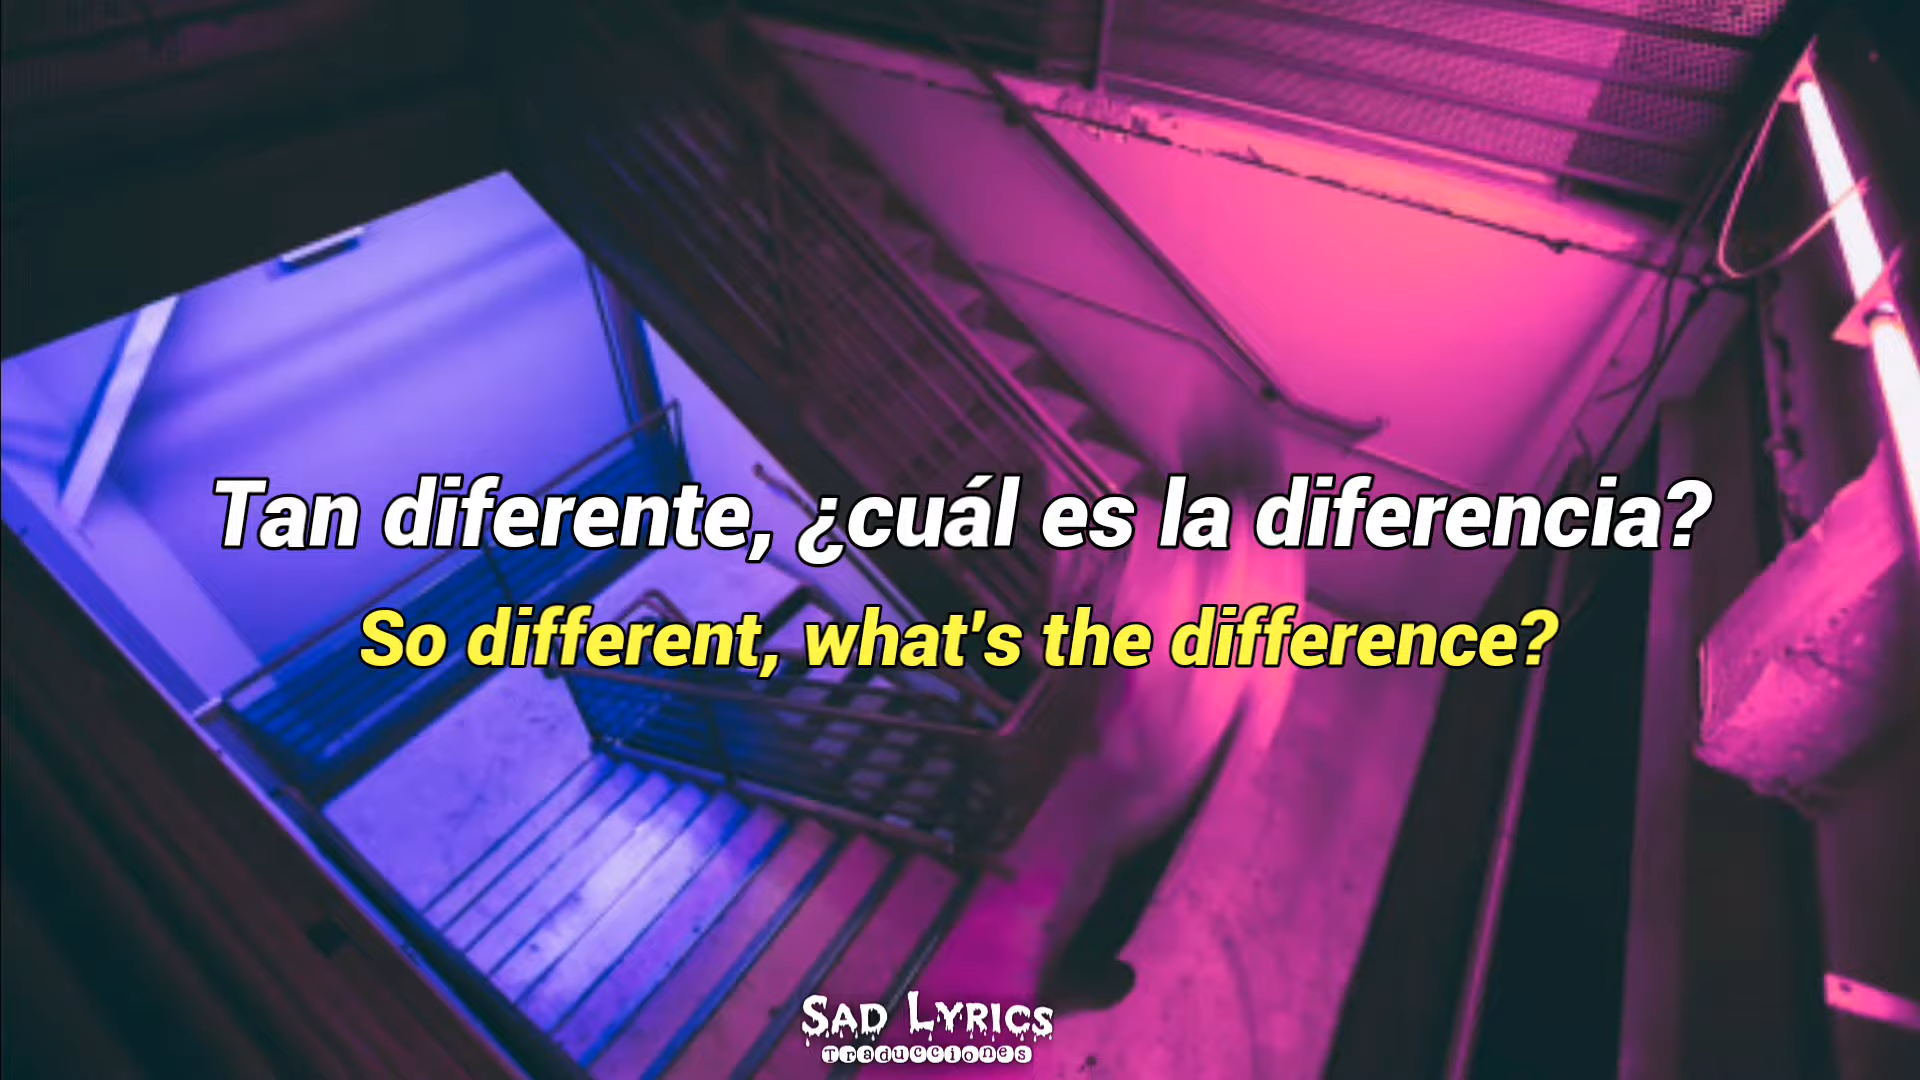 Tan diferente, ¿cuál es la diferencia?
So different, what's the difference?
SAD LYRICS
Traducciones